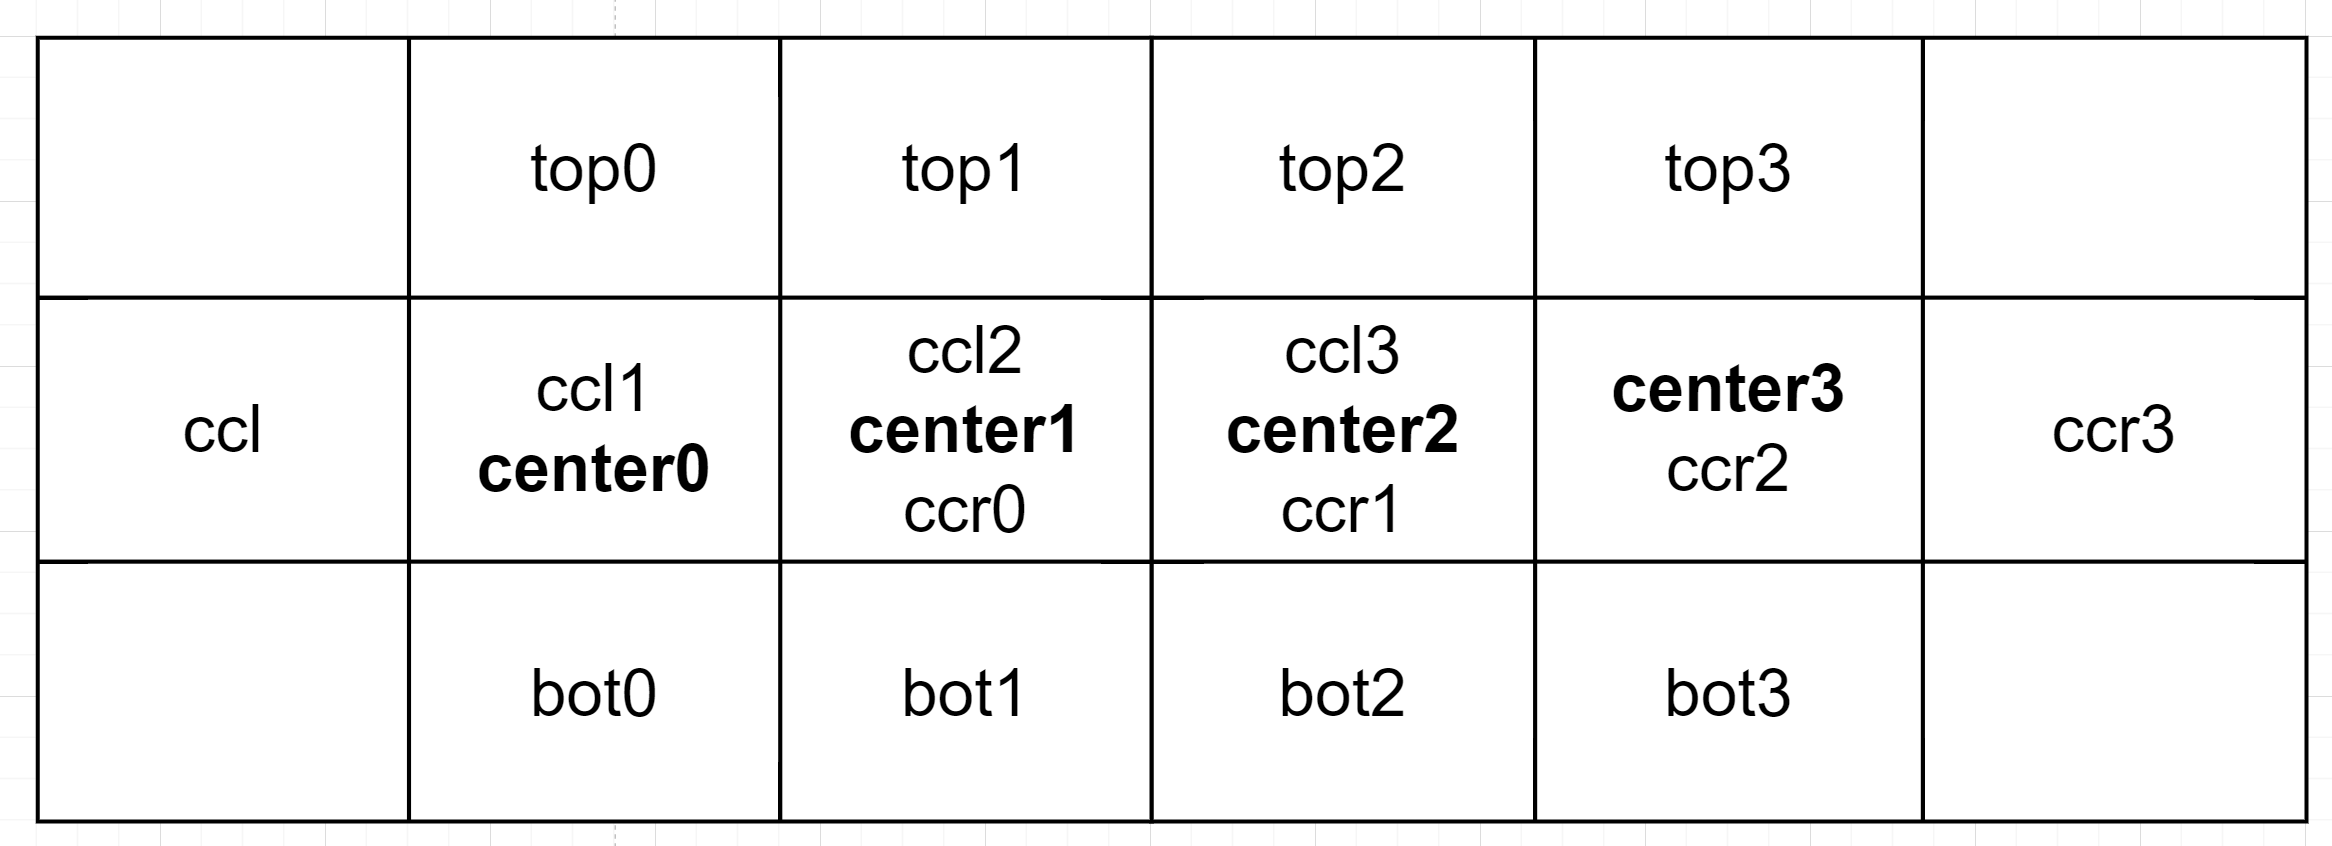 top0
top1
top2
top3
ccl
ccl1
center0
ccl2
center1
ccr0
ccl3
center2
ccr1
center3
ccr2
ccr3
bot0
bot1
bot2
bot3